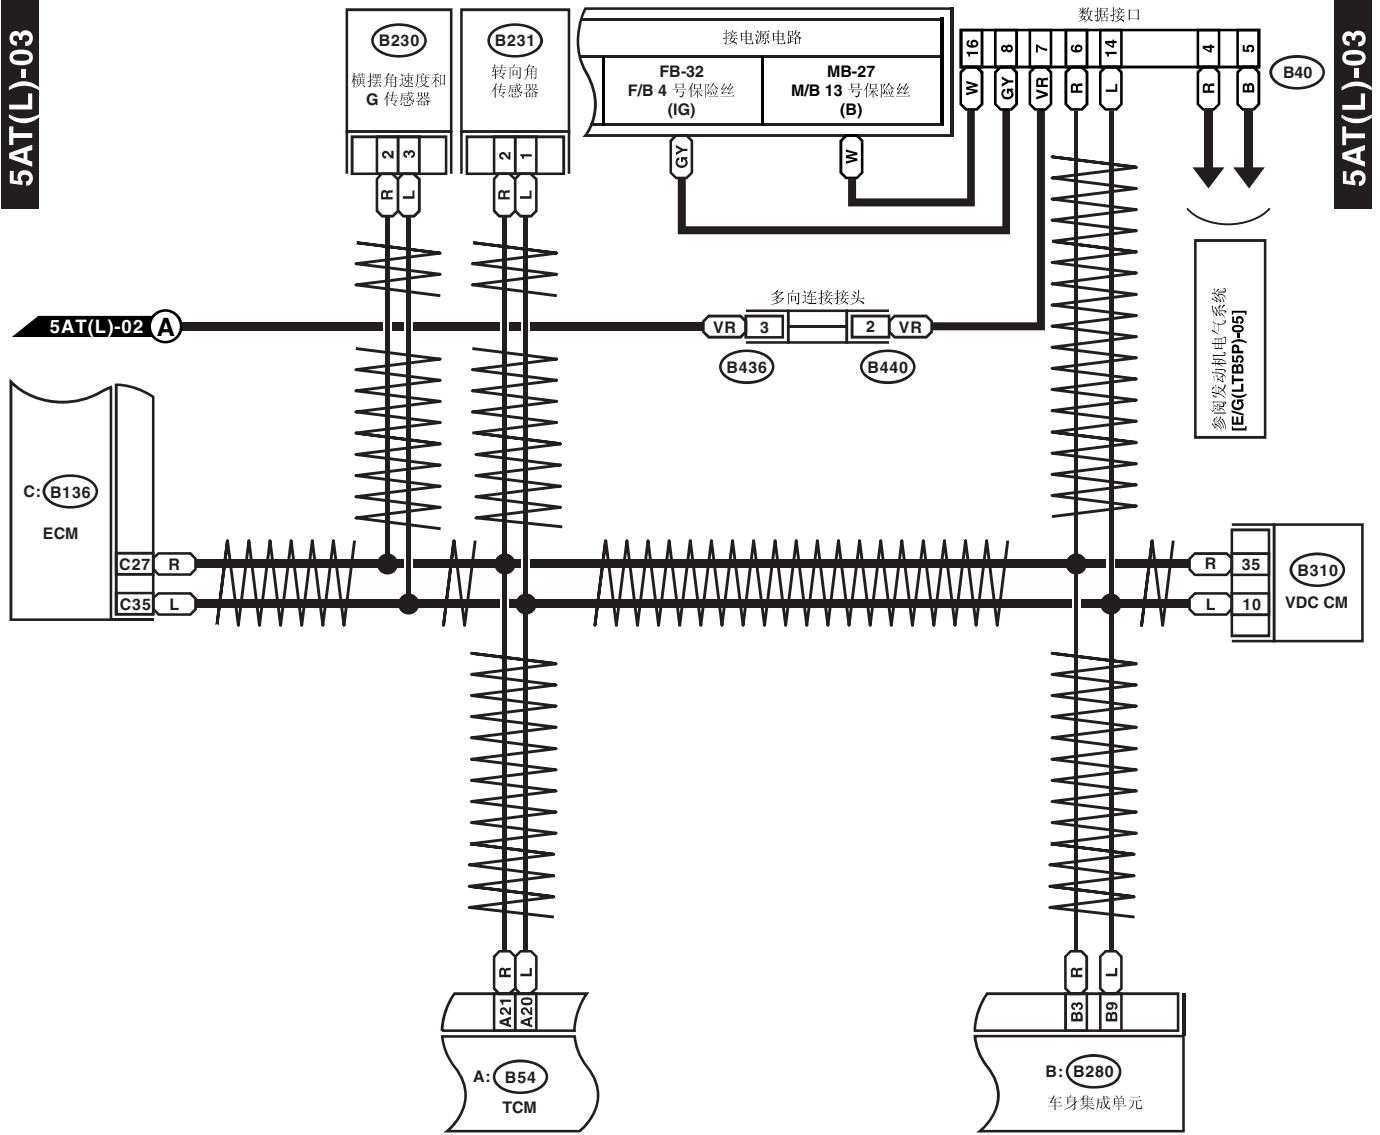 5AT(L)-03
5AT(L)-03
B230
横摆角速度和
G 传感器
2
3
R
L
B231
转向角
传感器
2
1
R
L
接电源电路
FB-32
F/B 4 号保险丝
(IG)
MB-27
M/B 13 号保险丝
(B)
GY
W
数据接口
16
8
7
6
14
4
5
W
GY
VR
R
L
R
B
B40
参阅发动机电气系统
[E/G(LTB5P)-05]
5AT(L)-02
A
多向连接接头
VR
3
2
VR
B436
B440
C:
B136
ECM
C27
R
C35
L
R
35
L
10
B310
VDC CM
R
L
A21
A20
A:
B54
TCM
R
L
B3
B9
B:
B280
车身集成单元